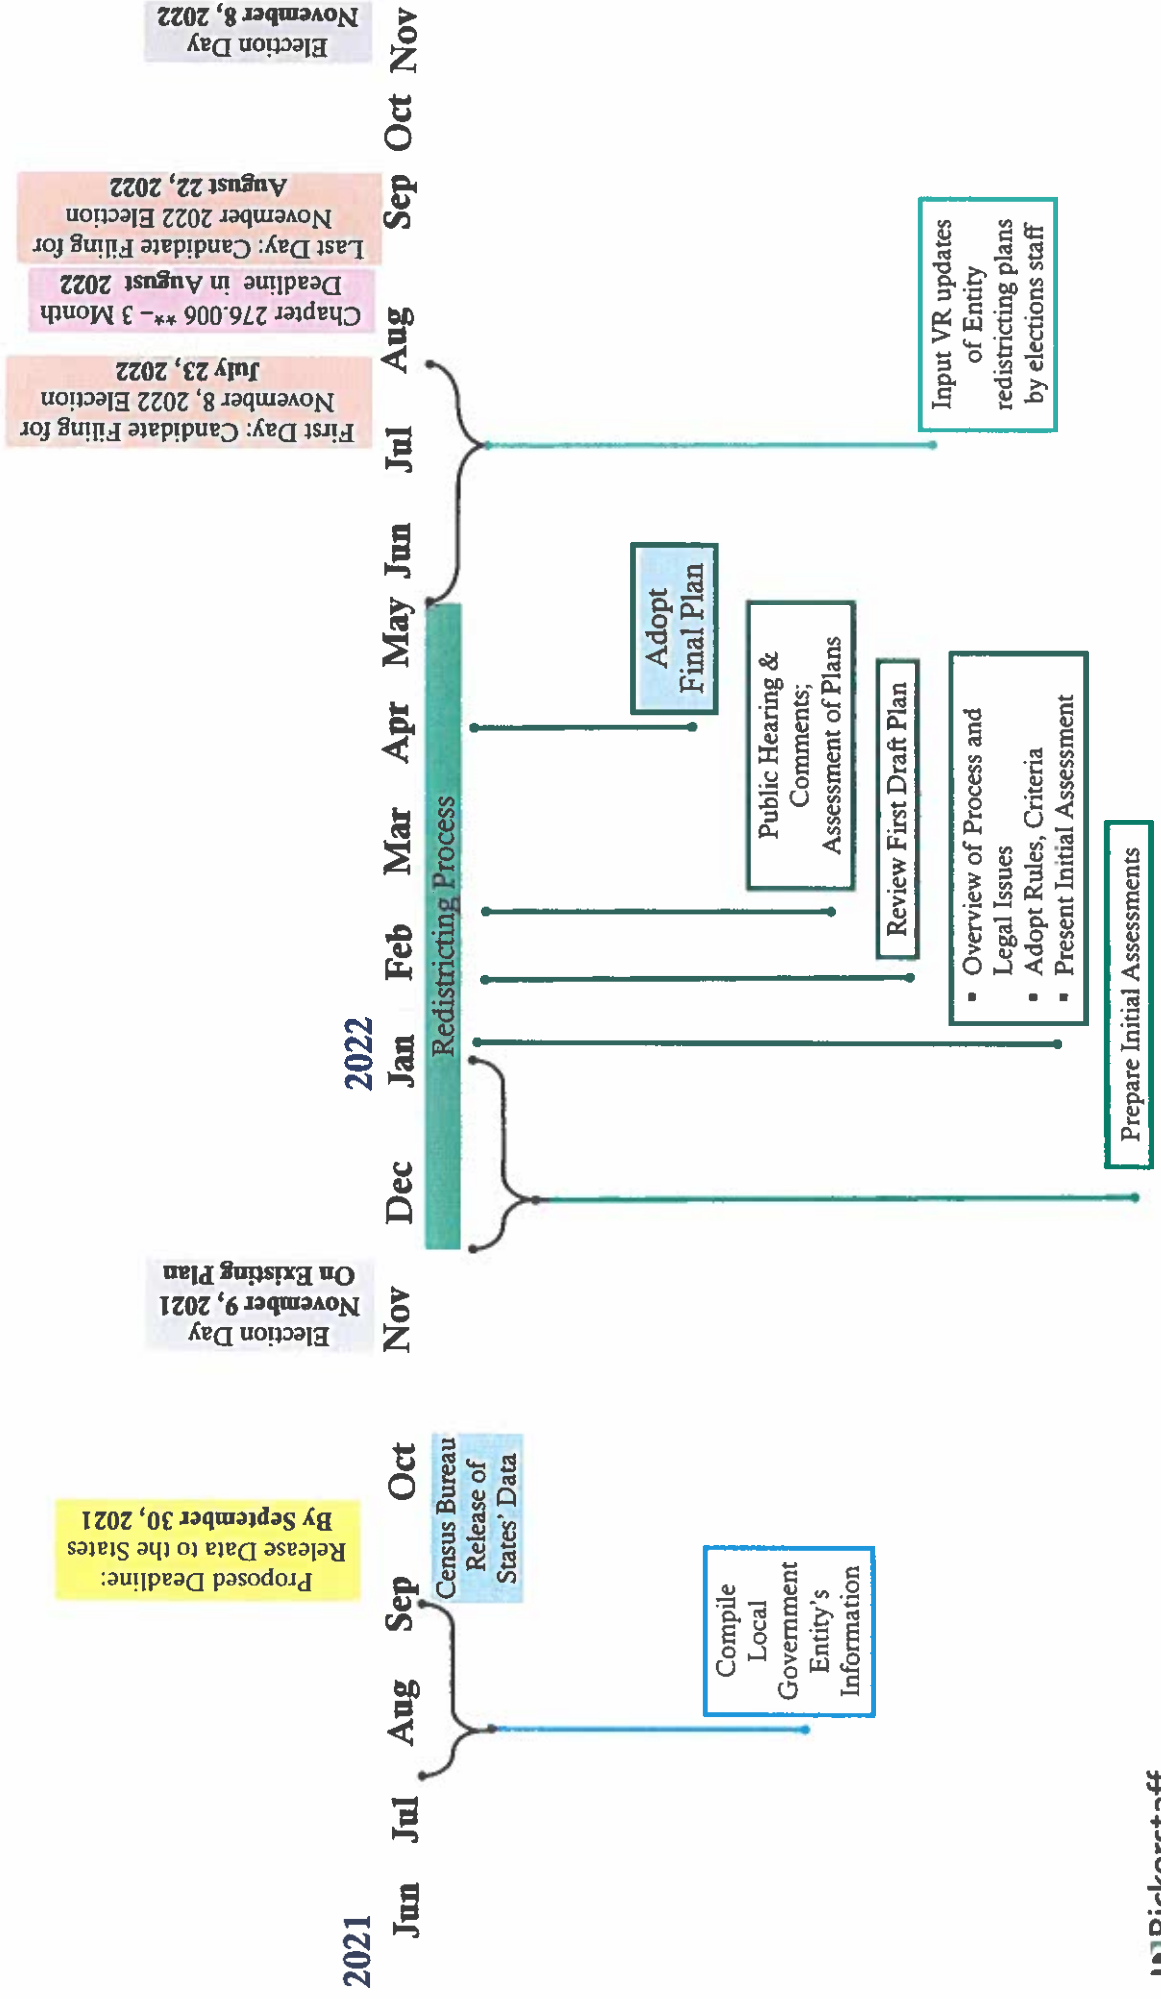 2021
2022
Proposed Deadline:
Release Data to the States
By September 30, 2021
Election Day
November 9, 2021
On Existing Plan
First Day: Candidate Filing for
November 8, 2022 Election
July 23, 2022
Chapter 276.006 **– 3 Month
Deadline in August 2022
Last Day: Candidate Filing for
November 2022 Election
August 22, 2022
Election Day
November 8, 2022
Jun Jul Aug Sep Oct Nov Dec Jan Feb Mar Apr May Jun Jul Aug Sep Oct Nov
Census Bureau
Release of
States' Data
Redistricting Process
Compile
Local
Government
Entity's
Information
Adopt
Final Plan
Public Hearing &
Comments;
Assessment of Plans
Review First Draft Plan
▪ Overview of Process and
Legal Issues
▪ Adopt Rules, Criteria
▪ Present Initial Assessment
Prepare Initial Assessments
Input VR updates
of Entity
redistricting plans
by elections staff
Bickerstaff